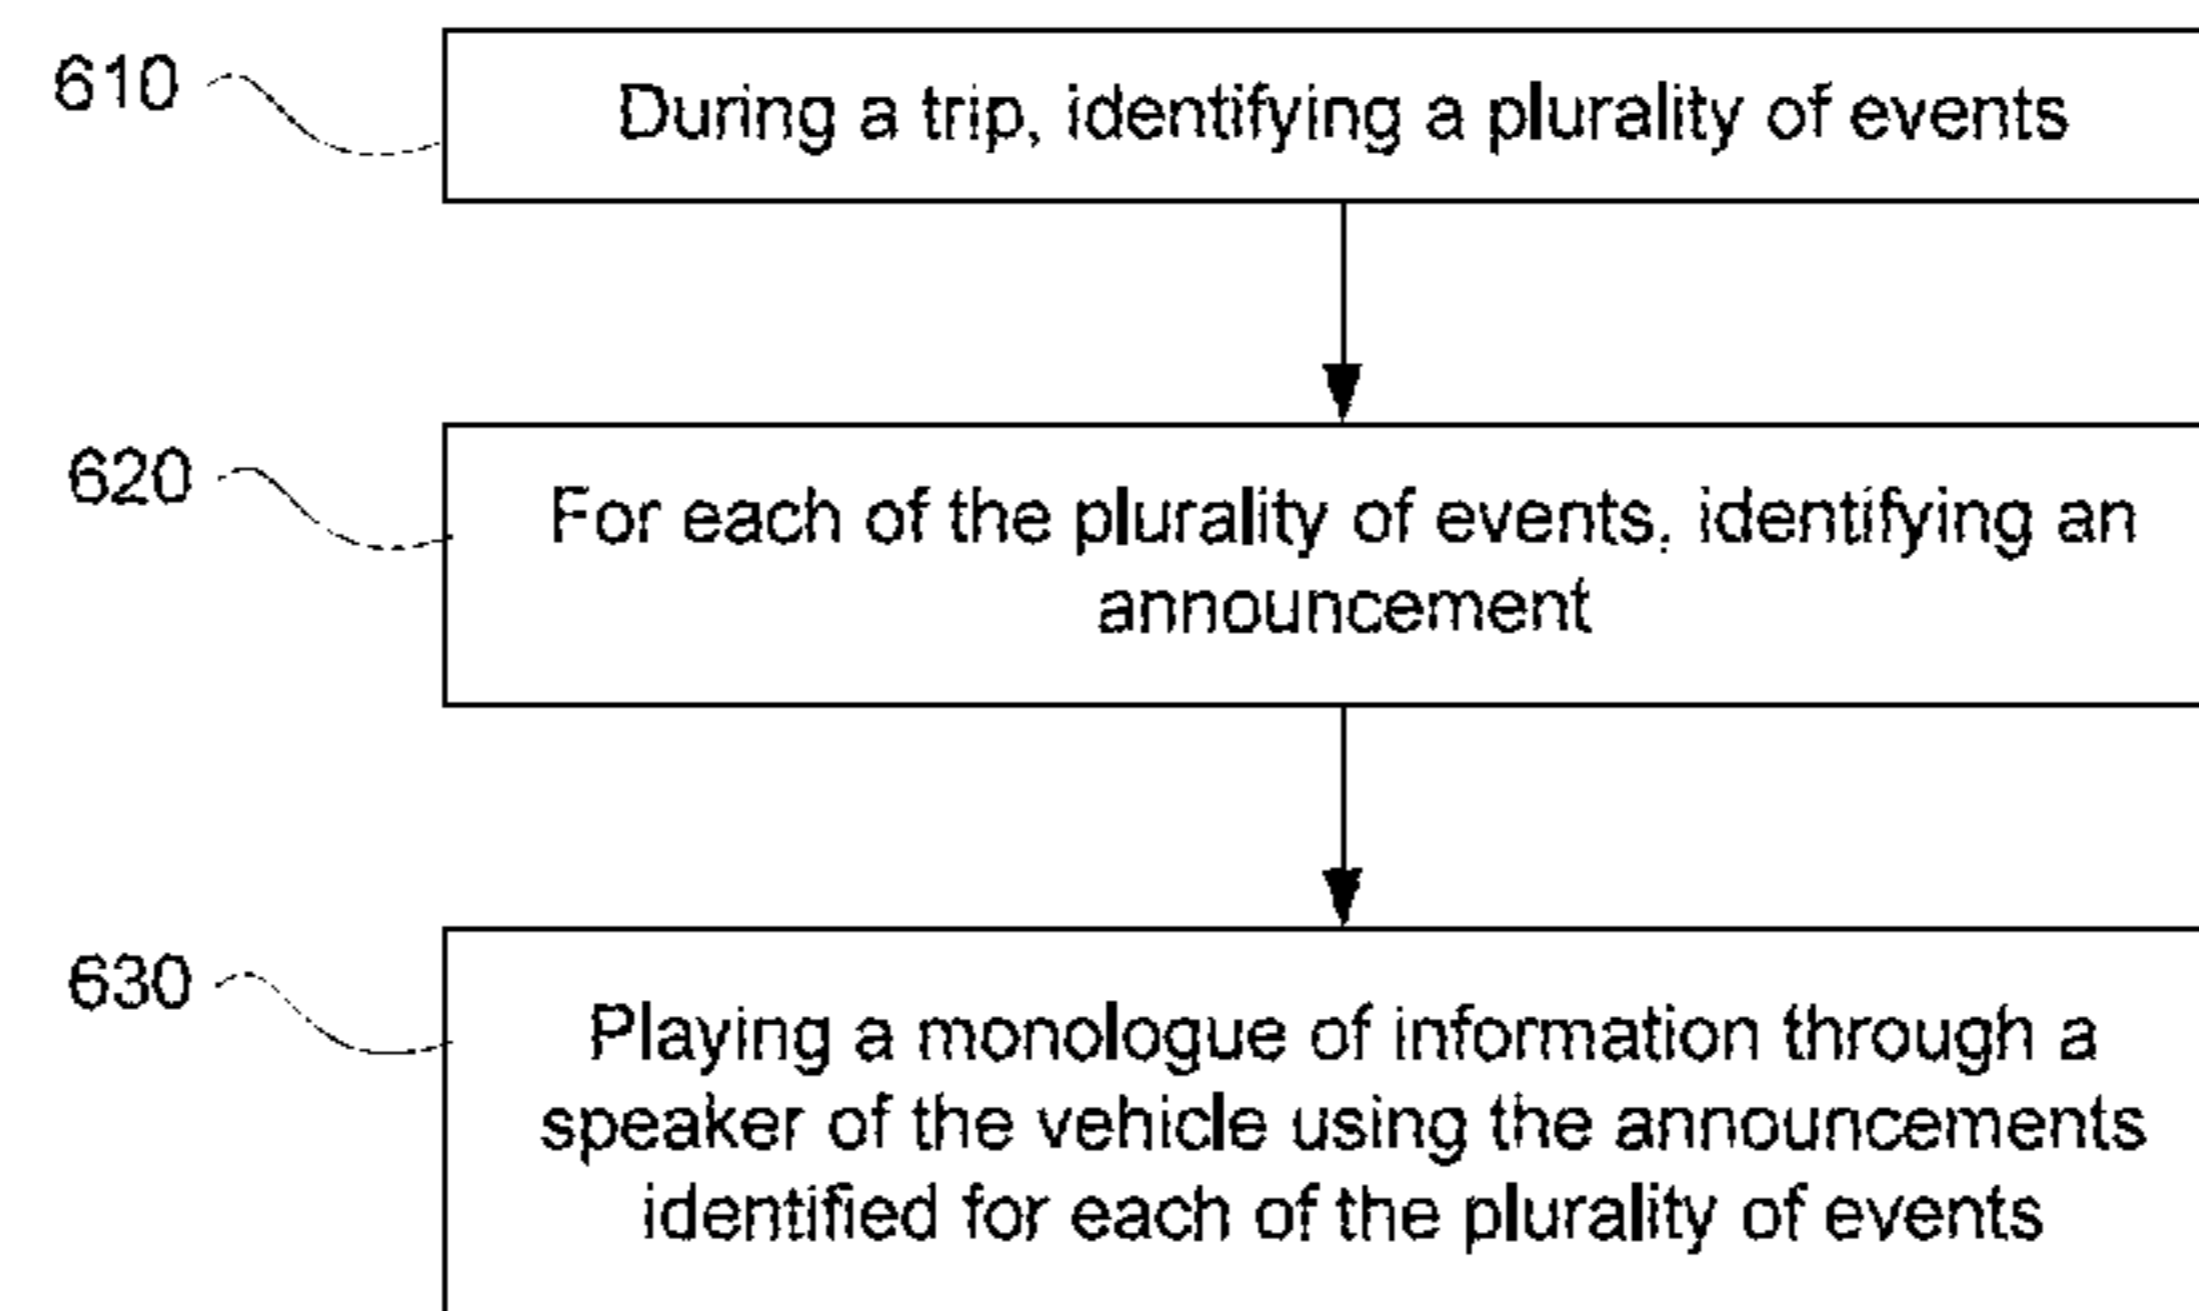 610
During a trip, identifying a plurality of events
620
For each of the plurality of events, identifying an
announcement
630
Playing a monologue of information through a
speaker of the vehicle using the announcements
identified for each of the plurality of events